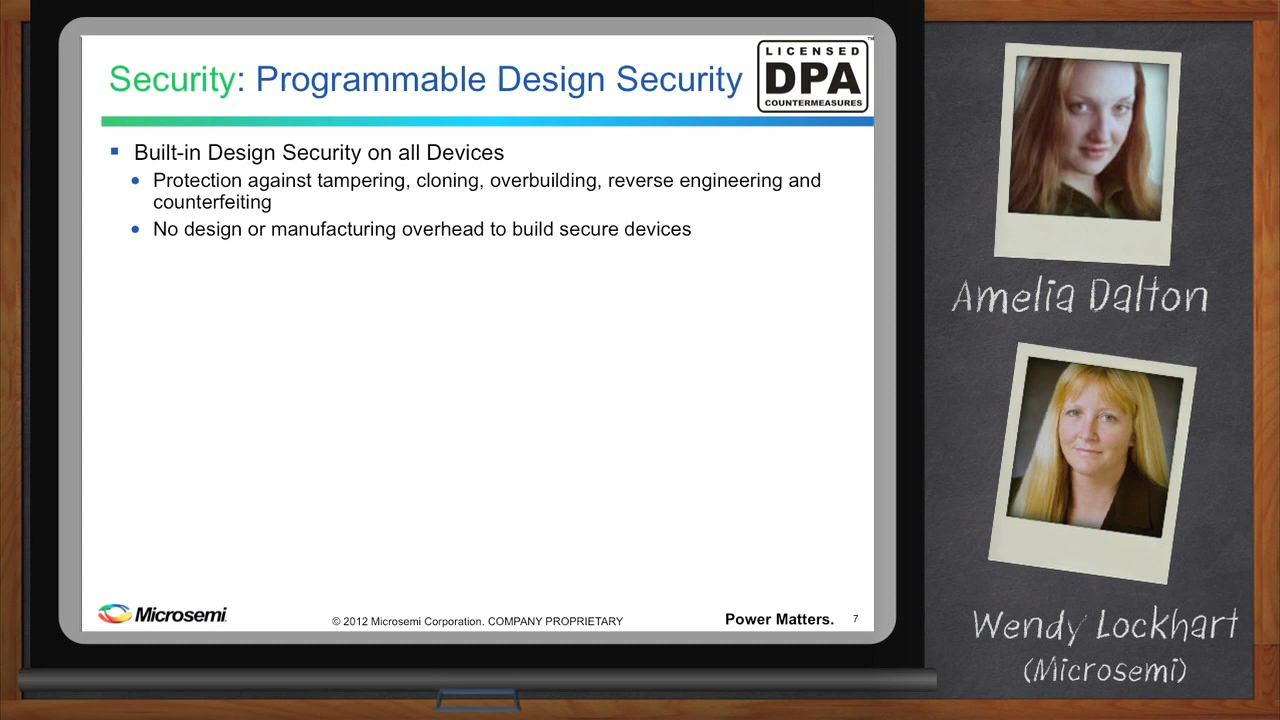 Security: Programmable Design Security
LICENSED
DPA
COUNTERMEASURES
™
Built-in Design Security on all Devices
Protection against tampering, cloning, overbuilding, reverse engineering and
counterfeiting
No design or manufacturing overhead to build secure devices
Microsemi
© 2012 Microsemi Corporation. COMPANY PROPRIETARY
Power Matters.
7
Amelia Dalton
Wendy Lockhart
(Microsemi)